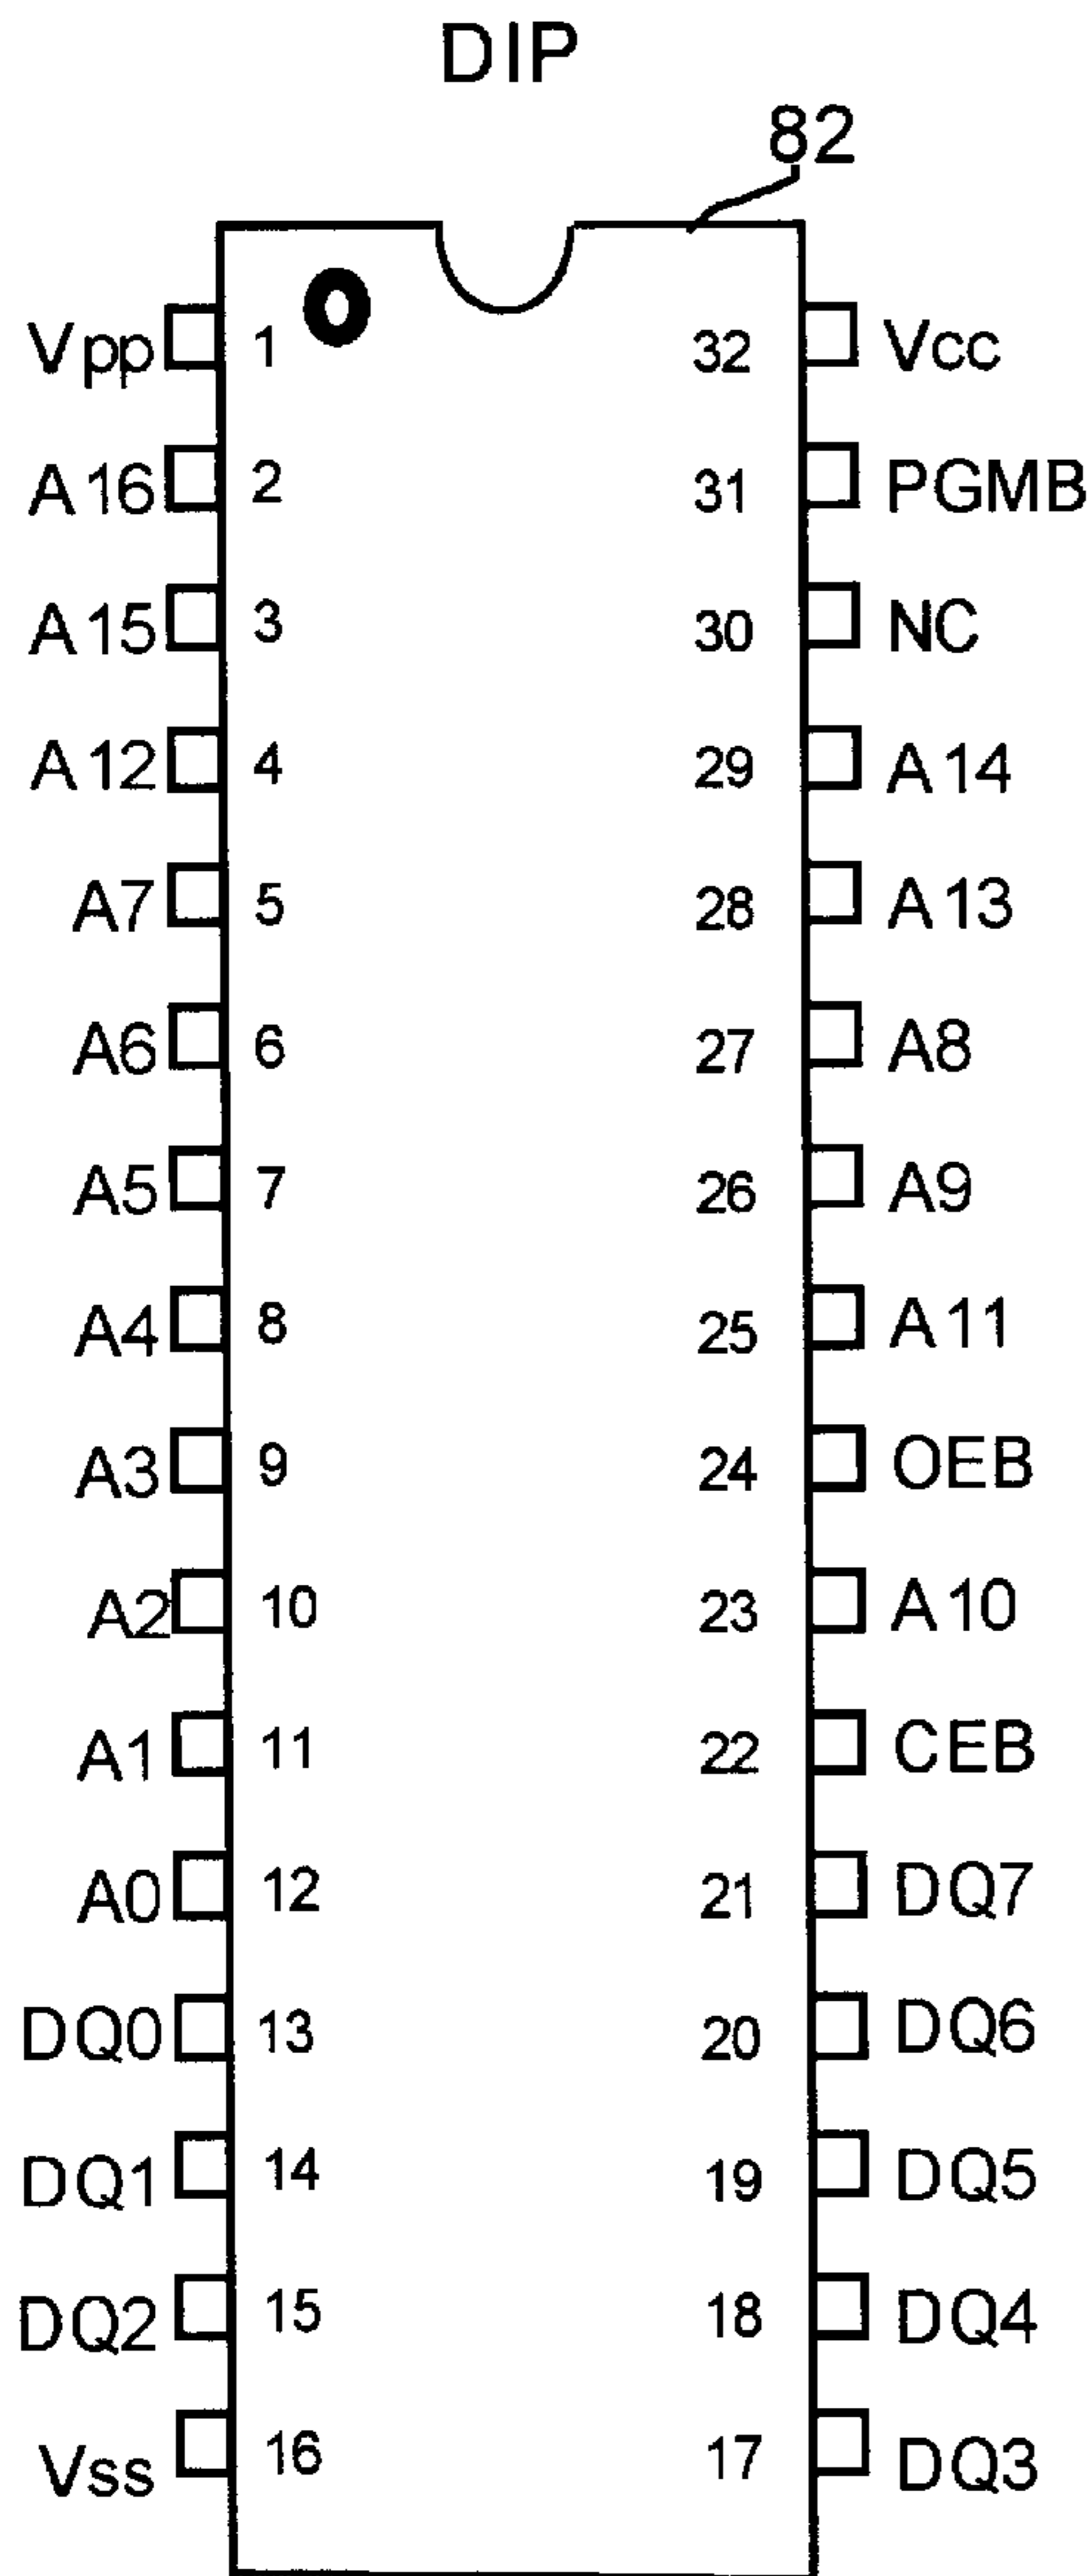 DIP
82
Vpp 1 32 Vcc
A16 2 31 PGMB
A15 3 30 NC
A12 4 29 A14
A7 5 28 A13
A6 6 27 A8
A5 7 26 A9
A4 8 25 A11
A3 9 24 OEB
A2 10 23 A10
A1 11 22 CEB
A0 12 21 DQ7
DQ0 13 20 DQ6
DQ1 14 19 DQ5
DQ2 15 18 DQ4
Vss 16 17 DQ3